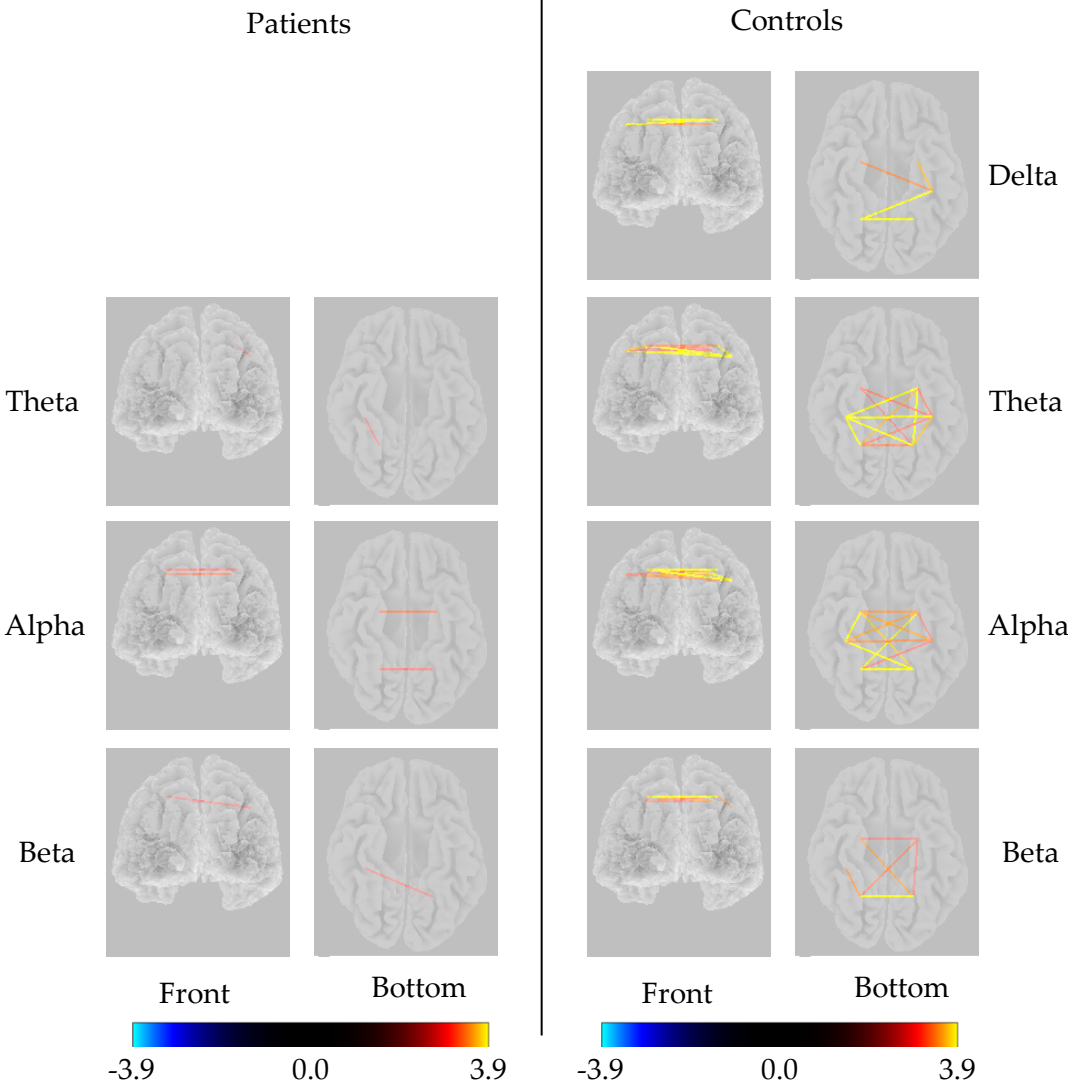 Patients
Controls
Delta
Theta
Theta
Alpha
Alpha
Beta
Beta
Front
Bottom
Front
Bottom
-3.9
0.0
3.9
-3.9
0.0
3.9